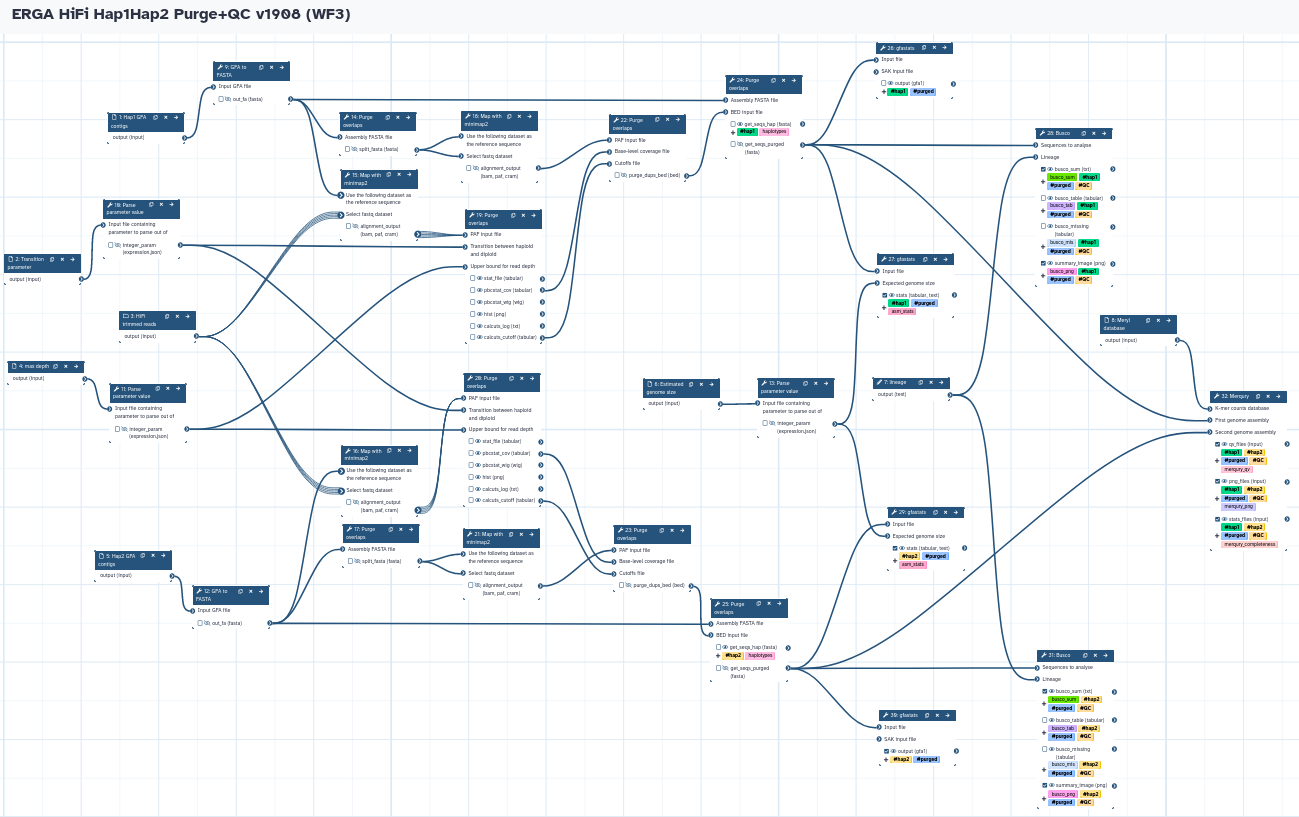 ERGA HiFi Hap1Hap2 Purge+QC v1908 (WF3)
1: Hap1 GFA
contigs
output (input)
2: Transition
parameter
output (input)
3: HiFi
trimmed reads
output (input)
4: max depth
output (input)
5: Hap2 GFA
contigs
output (input)
9: GFA to
FASTA
Input GFA file
out_fa (fasta)
10: Parse
parameter value
Input file containing
parameter to parse out of
integer_param
(expression.json)
11: Parse
parameter value
Input file containing
parameter to parse out of
integer_param
(expression.json)
12: GFA to
FASTA
Input GFA file
out_fa (fasta)
14: Purge
overlaps
Assembly FASTA file
split_fasta (fasta)
15: Map with
minimap2
Use the following dataset as
the reference sequence
Select fastq dataset
alignment_output
(bam, paf, cram)
16: Map with
minimap2
Use the following dataset as
the reference sequence
Select fastq dataset
alignment_output
(bam, paf, cram)
17: Purge
overlaps
Assembly FASTA file
split_fasta (fasta)
18: Map with
minimap2
Use the following dataset as
the reference sequence
Select fastq dataset
alignment_output
(bam, paf, cram)
19: Purge
overlaps
PAF input file
Transition between haploid
and diploid
Upper bound for read depth
stat_file (tabular)
pbcstat_cov (tabular)
pbcstat_wig (wig)
hist (png)
calcuts_log (txt)
calcuts_cutoff (tabular)
20: Purge
overlaps
PAF input file
Transition between haploid
and diploid
Upper bound for read depth
stat_file (tabular)
pbcstat_cov (tabular)
pbcstat_wig (wig)
hist (png)
calcuts_log (txt)
calcuts_cutoff (tabular)
21: Map with
minimap2
Use the following dataset as
the reference sequence
Select fastq dataset
alignment_output
(bam, paf, cram)
22: Purge
overlaps
PAF input file
Base-level coverage file
Cutoffs file
purge_dups_bed (bed)
6: Estimated
genome size
output (input)
13: Parse
parameter value
Input file containing
parameter to parse out of
integer_param
(expression.json)
23: Purge
overlaps
PAF input file
Base-level coverage file
Cutoffs file
purge_dups_bed (bed)
24: Purge
overlaps
Assembly FASTA file
BED input file
get_seqs_hap (fasta)
#hap1 haplotypes
get_seqs_purged
(fasta)
25: Purge
overlaps
Assembly FASTA file
BED input file
get_seqs_hap (fasta)
#hap2 haplotypes
get_seqs_purged
(fasta)
26: gfastats
Input file
SAK input file
output (gfa1)
#hap1 #purged
27: gfastats
Input file
Expected genome size
stats (tabular, text)
#hap1 #purged
asm_stats
7: lineage
output (text)
29: gfastats
Input file
Expected genome size
stats (tabular, text)
#hap2 #purged
asm_stats
30: gfastats
Input file
SAK input file
output (gfa1)
#hap2 #purged
28: Busco
Sequences to analyse
Lineage
busco_sum (txt)
busco_sum #hap1
#purged #QC
busco_table (tabular)
busco_tab #hap1
#purged #QC
busco_missing
(tabular)
busco_mis #hap1
#purged #QC
summary_image (png)
busco_png #hap1
#purged #QC
8: Meryl
database
output (input)
31: Busco
Sequences to analyse
Lineage
busco_sum (txt)
busco_sum #hap2
#purged #QC
busco_table (tabular)
busco_tab #hap2
#purged #QC
busco_missing
(tabular)
busco_mis #hap2
#purged #QC
summary_image (png)
busco_png #hap2
#purged #QC
32: Merqury
K-mer counts database
First genome assembly
Second genome assembly
qv_files (input)
#hap1 #hap2
#purged #QC
merqury_qv
png_files (input)
#hap1 #hap2
#purged #QC
merqury_png
stats_files (input)
#hap1 #hap2
#purged #QC
merqury_completeness